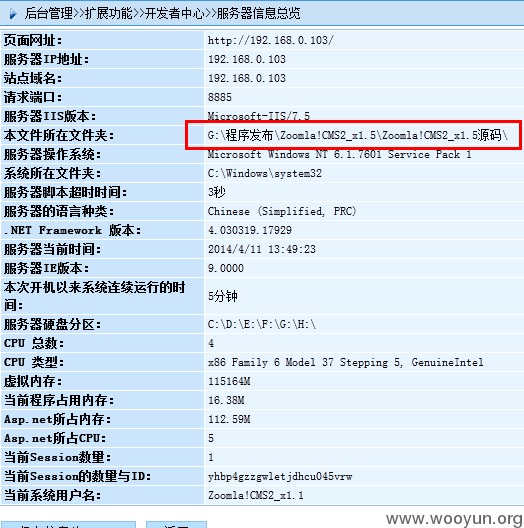 后台管理>>扩展功能>>开发者中心>>服务器信息总览
页面网址： http://192.168.0.103/
服务器IP地址： 192.168.0.103
站点域名： 192.168.0.103
请求端口： 8885
服务器IIS版本： Microsoft-IIS/7.5
本文件所在文件夹： G:\程序发布\Zoomla!CMS2_x1.5\Zoomla!CMS2_x1.5源码\
服务器操作系统： Microsoft Windows NT 6.1.7601 Service Pack 1
系统所在文件夹： C:\Windows\system32
服务器脚本超时时间： 3秒
服务器的语言种类： Chinese (Simplified, PRC)
.NET Framework 版本： 4.030319.17929
服务器当前时间： 2014/4/11 13:49:23
服务器IE版本： 9.0000
本次开机以来系统连续运行的时
间： 5分钟
服务器硬盘分区： C:\D:\E:\F:\G:\H:\
CPU 总数： 4
CPU 类型： x86 Family 6 Model 37 Stepping 5, GenuineIntel
虚拟内存： 115164M
当前程序占用内存： 16.38M
Asp.net所占内存： 112.59M
Asp.net所占CPU： 5
当前Session数量： 1
当前Session的数量与ID： yhbp4gzzgwletjdhcu045vrw
当前系统用户名： Zoomla!CMS2_x1.1
www.wooyun.org